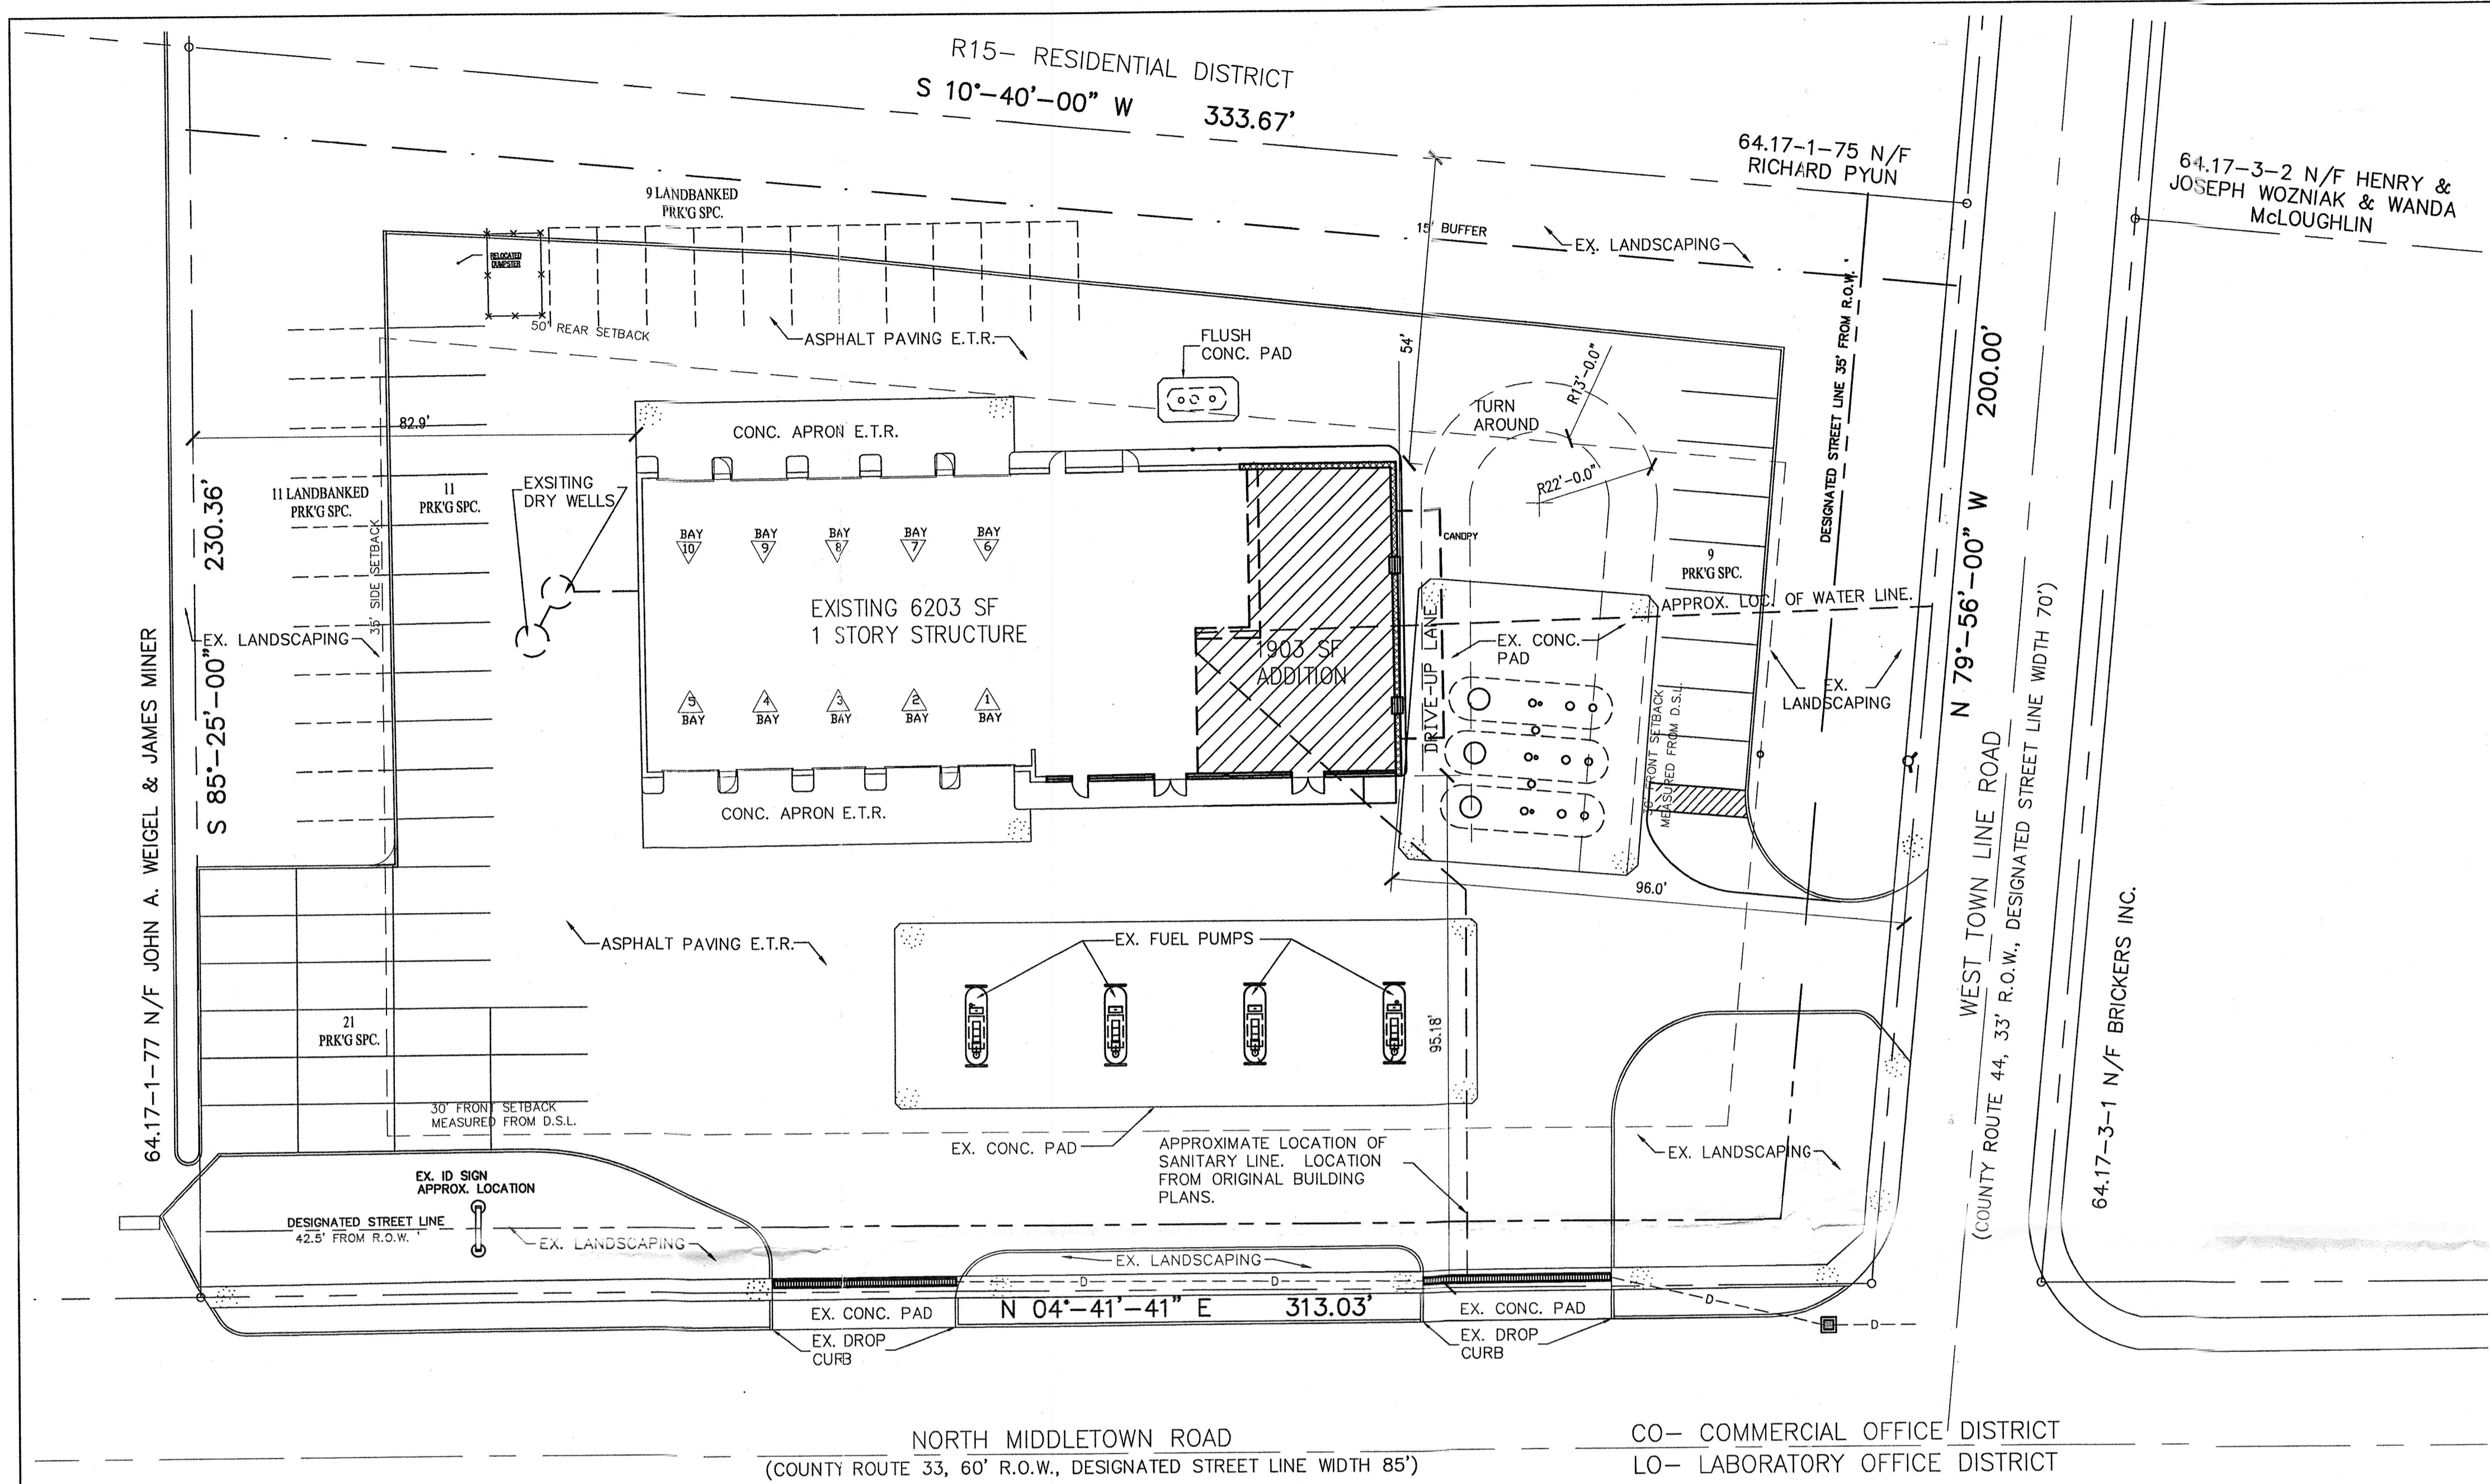 R15- RESIDENTIAL DISTRICT
S 10°-40'-00" W 333.67'
64.17-1-75 N/F
RICHARD PYUN
64.17-3-2 N/F HENRY &
JOSEPH WOZNIAK & WANDA
McLOUGHLIN
9 LANDBANKED
PRK'G SPC.
15' BUFFER
EX. LANDSCAPING
RELOCATED
DUMPSTER
50' REAR SETBACK
ASPHALT PAVING E.T.R.
FLUSH
CONC. PAD
54'
R13'-0.0"
TURN
AROUND
R22'-0.0"
DESIGNATED STREET LINE 35' FROM R.O.W. '
N 79°-56'-00" W 200.00'
82.9'
CONC. APRON E.T.R.
S 85°-25'-00" 230.36'
11 LANDBANKED
PRK'G SPC.
11
PRK'G SPC.
EXSITING
DRY WELLS
35' SIDE SETBACK
EX. LANDSCAPING
64.17-1-77 N/F JOHN A. WEIGEL & JAMES MINER
BAY
10
BAY
9
BAY
8
BAY
7
BAY
6
EXISTING 6203 SF
1 STORY STRUCTURE
1903 SF
ADDITION
5
BAY
4
BAY
3
BAY
2
BAY
1
BAY
CONC. APRON E.T.R.
CANOPY
DRIVE-UP LANE
9
PRK'G SPC.
APPROX. LOC. OF WATER LINE.
EX. CONC.
PAD
EX.
LANDSCAPING
30' FRONT SETBACK
MEASURED FROM D.S.L.
96.0'
WEST TOWN LINE ROAD
(COUNTY ROUTE 44, 33' R.O.W., DESIGNATED STREET LINE WIDTH 70')
64.17-3-1 N/F BRICKERS INC.
ASPHALT PAVING E.T.R.
EX. FUEL PUMPS
95.18'
21
PRK'G SPC.
30' FRONT SETBACK
MEASURED FROM D.S.L.
EX. CONC. PAD
APPROXIMATE LOCATION OF
SANITARY LINE. LOCATION
FROM ORIGINAL BUILDING
PLANS.
EX. LANDSCAPING
EX. ID SIGN
APPROX. LOCATION
DESIGNATED STREET LINE
42.5' FROM R.O.W. '
EX. LANDSCAPING
EX. LANDSCAPING
D
D
D
D
EX. CONC. PAD
N 04°-41'-41" E 313.03'
EX. CONC. PAD
EX. DROP
CURB
EX. DROP
CURB
NORTH MIDDLETOWN ROAD
(COUNTY ROUTE 33, 60' R.O.W., DESIGNATED STREET LINE WIDTH 85')
CO- COMMERCIAL OFFICE DISTRICT
LO- LABORATORY OFFICE DISTRICT